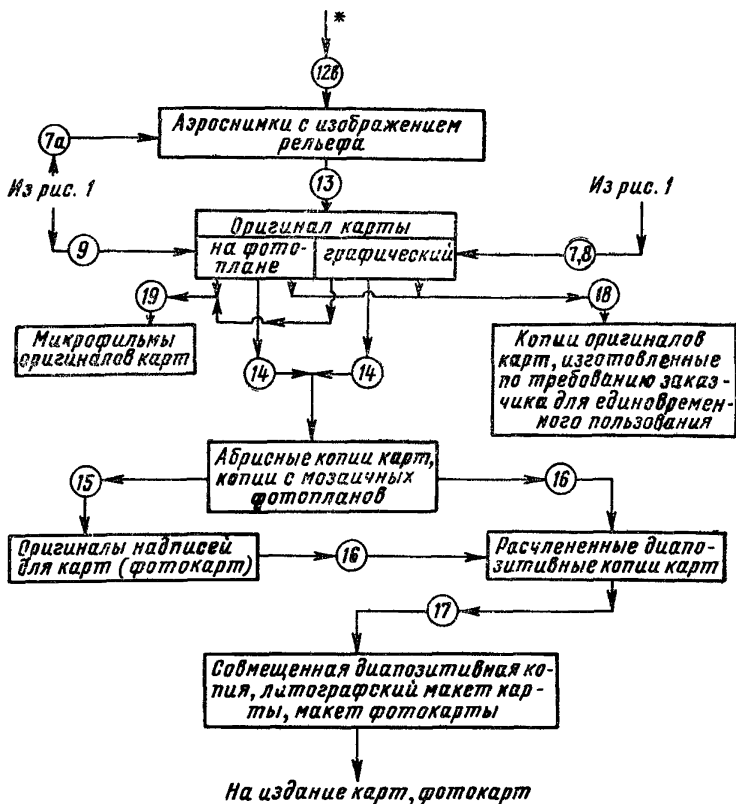 *
12в
Аэроснимки с изображением
рельефа
7а
Из рис. 1
13
Из рис. 1
Оригинал карты
на фото-
плане
графический
9
7,8
19
18
Микрофильмы
оригиналов карт
Копии оригиналов
карт, изготовленные
по требованию заказ-
чика для единовремен-
ного пользования
14
14
Абрисные копии карт,
копии с мозаичных
фотопланов
15
16
Оригиналы надписей
для карт (фотокарт)
16
Расчлененные диапо-
зитивные копии карт
17
Совмещенная диапозитивная ко-
пия, литографский макет кар-
ты, макет фотокарты
На издание карт, фотокарт